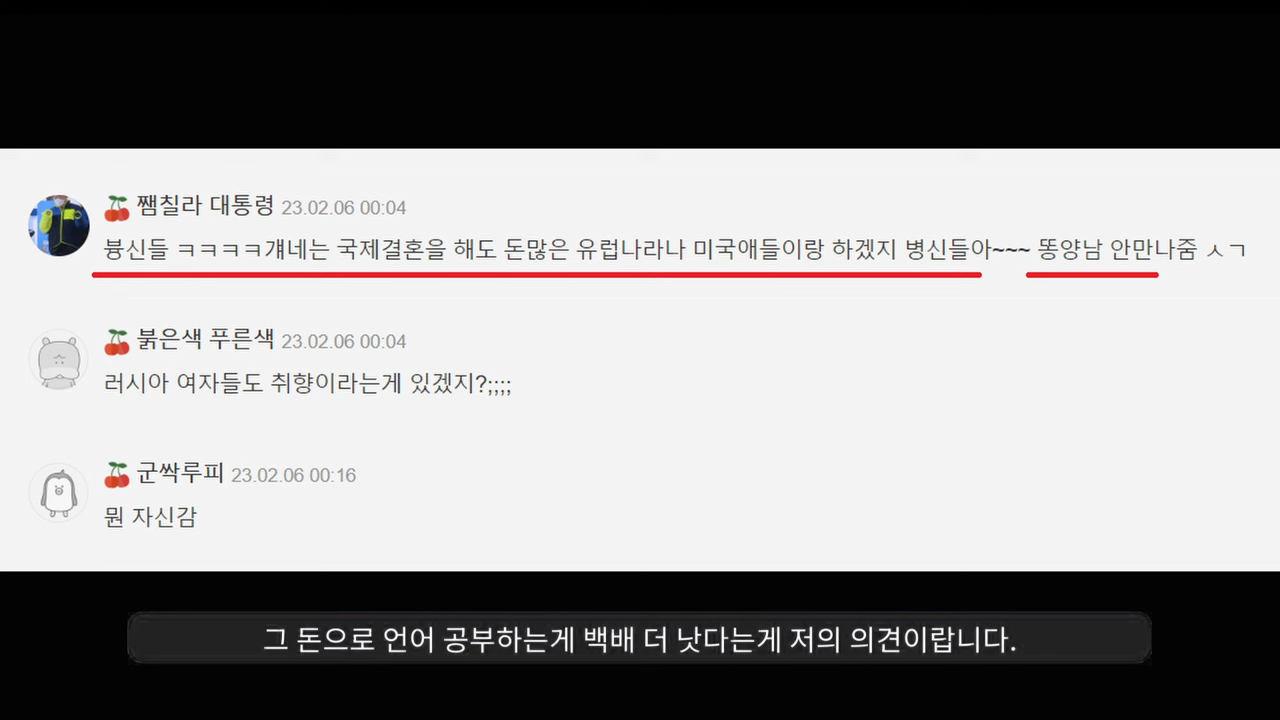 쨈칠라 대통령 23.02.06 00:04
븅신들 ㅋㅋㅋㅋ걔네는 국제결혼을 해도 돈많은 유럽나라나 미국애들이랑 하겠지 병신들아~~~ 똥양남 안만나줌 ㅅㄱ
붉은색 푸른색 23.02.06 00:04
러시아 여자들도 취향이라는게 있겠지?;;;;
군싹루피 23.02.06 00:16
뭔 자신감
그 돈으로 언어 공부하는게 백배 더 낫다는게 저의 의견이랍니다.